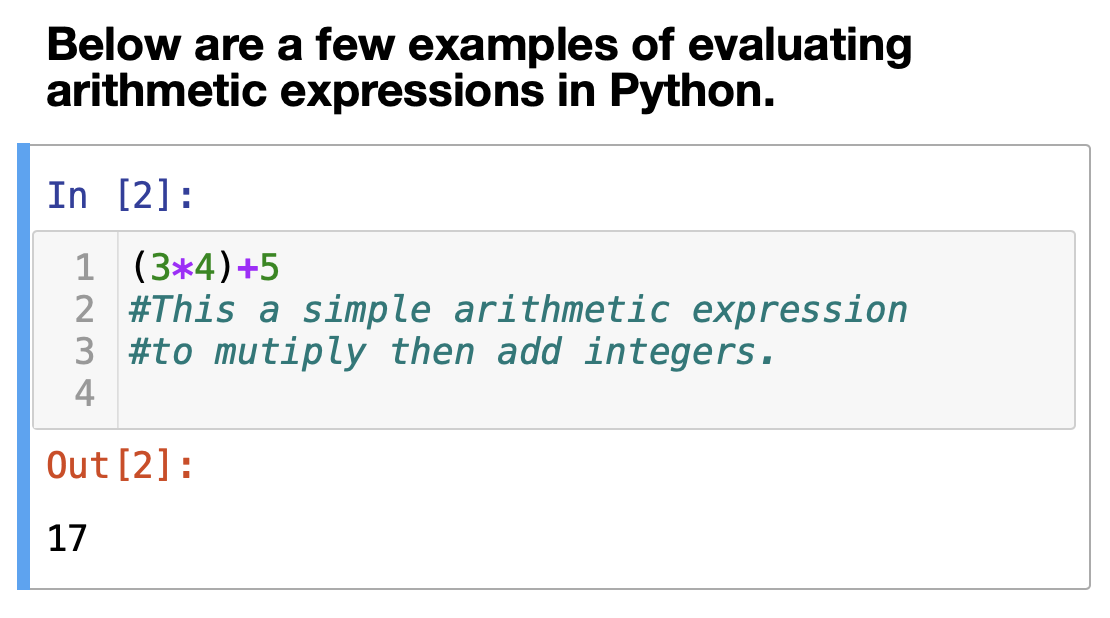 Below are a few examples of evaluating
arithmetic expressions in Python.
In [2]:
1 (3*4)+5
2 #This a simple arithmetic expression
3 #to mutiply then add integers.
4
Out[2]:
17